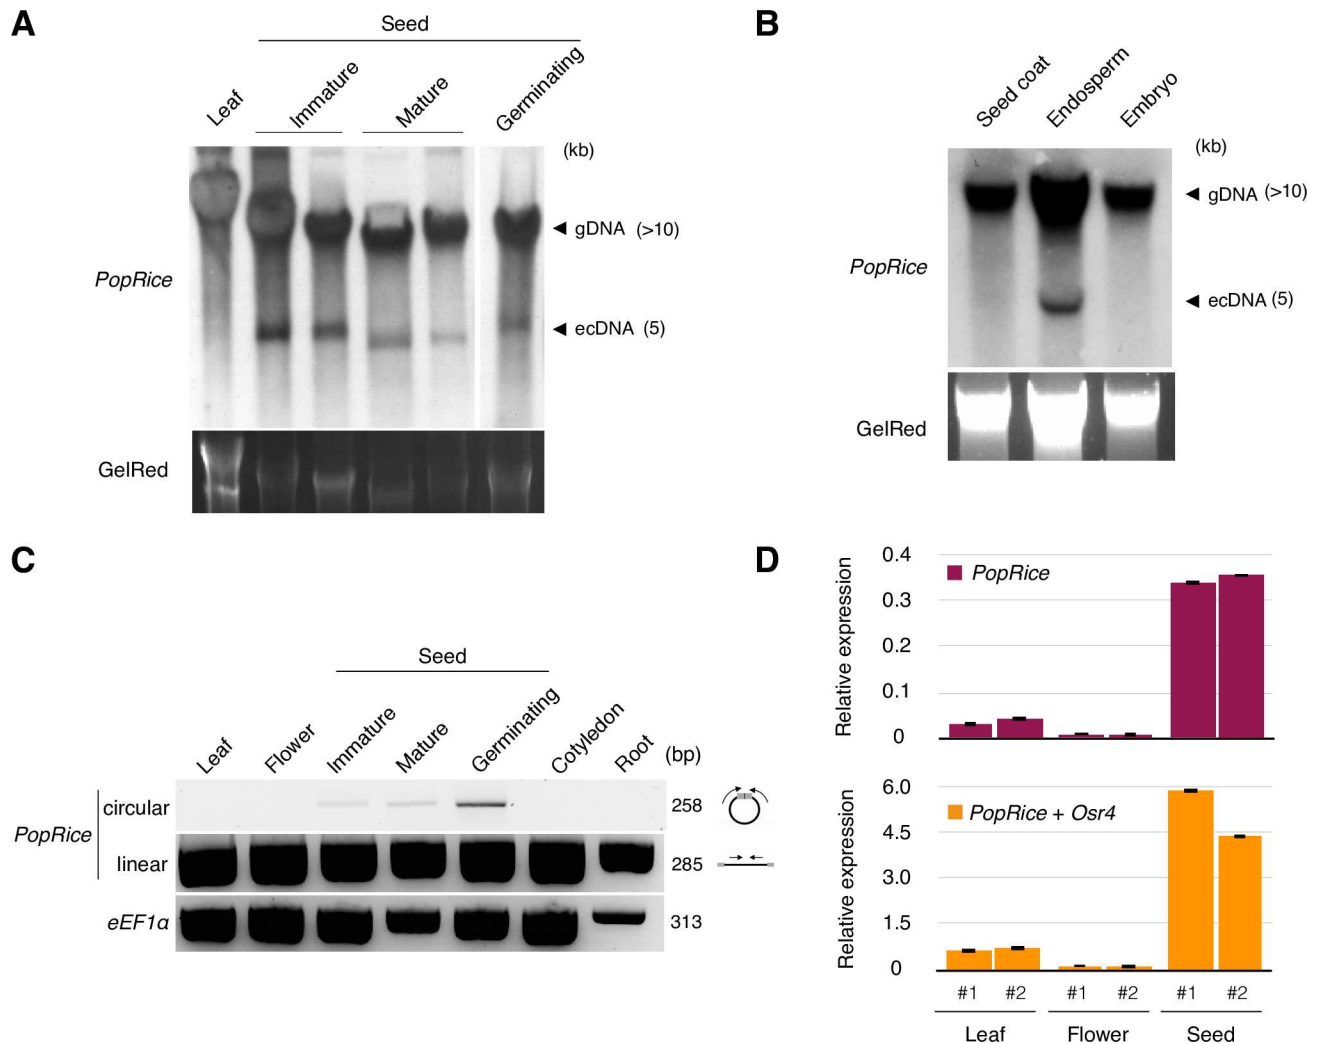 A
Seed
Leaf
Immature
Mature
Germinating
(kb)
gDNA (>10)
PopRice
ecDNA (5)
GelRed
B
Seed coat
Endosperm
Embryo
(kb)
gDNA (>10)
PopRice
ecDNA (5)
GelRed
C
Seed
Leaf
Flower
Immature
Mature
Germinating
Cotyledon
Root
(bp)
PopRice
circular
258
linear
285
eEF1α
313
D
Relative expression
0.4
0.3
0.2
0.1
0
PopRice
Relative expression
6.0
4.5
3.0
1.5
0
PopRice + Osr4
#1 #2 #1 #2 #1 #2
Leaf Flower Seed